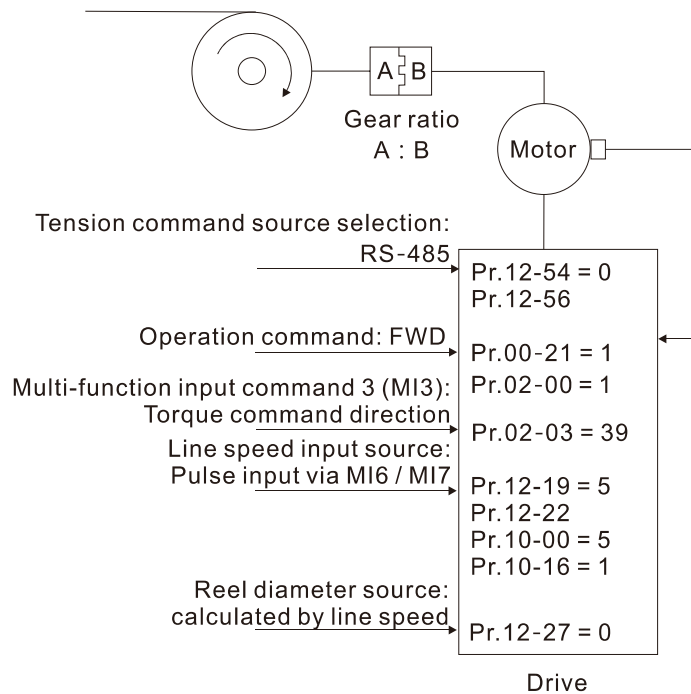 A B
Gear ratio
A : B
Motor
Tension command source selection:
RS-485
Pr.12-54 = 0
Pr.12-56
Operation command: FWD
Pr.00-21 = 1
Multi-function input command 3 (MI3):
Pr.02-00 = 1
Torque command direction
Pr.02-03 = 39
Line speed input source:
Pulse input via MI6 / MI7
Pr.12-19 = 5
Pr.12-22
Pr.10-00 = 5
Pr.10-16 = 1
Reel diameter source:
calculated by line speed
Pr.12-27 = 0
Drive